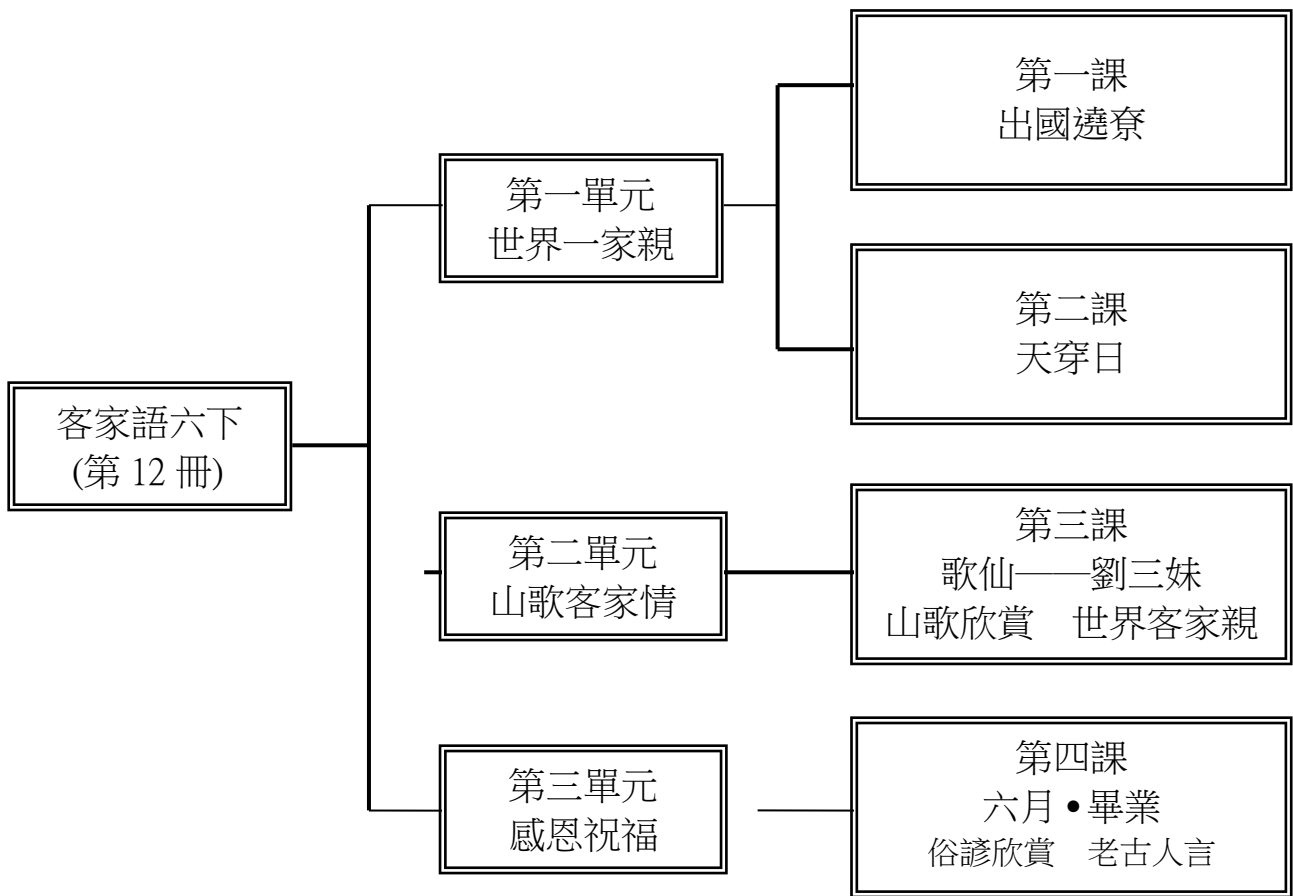 客家語六下
(第 12 冊)
第一單元
世界一家親
第一課
出國遶尞
第二課
天穿日
第二單元
山歌客家情
第三課
歌仙——劉三妹
山歌欣賞　世界客家親
第三單元
感恩祝福
第四課
六月•畢業
俗諺欣賞　老古人言